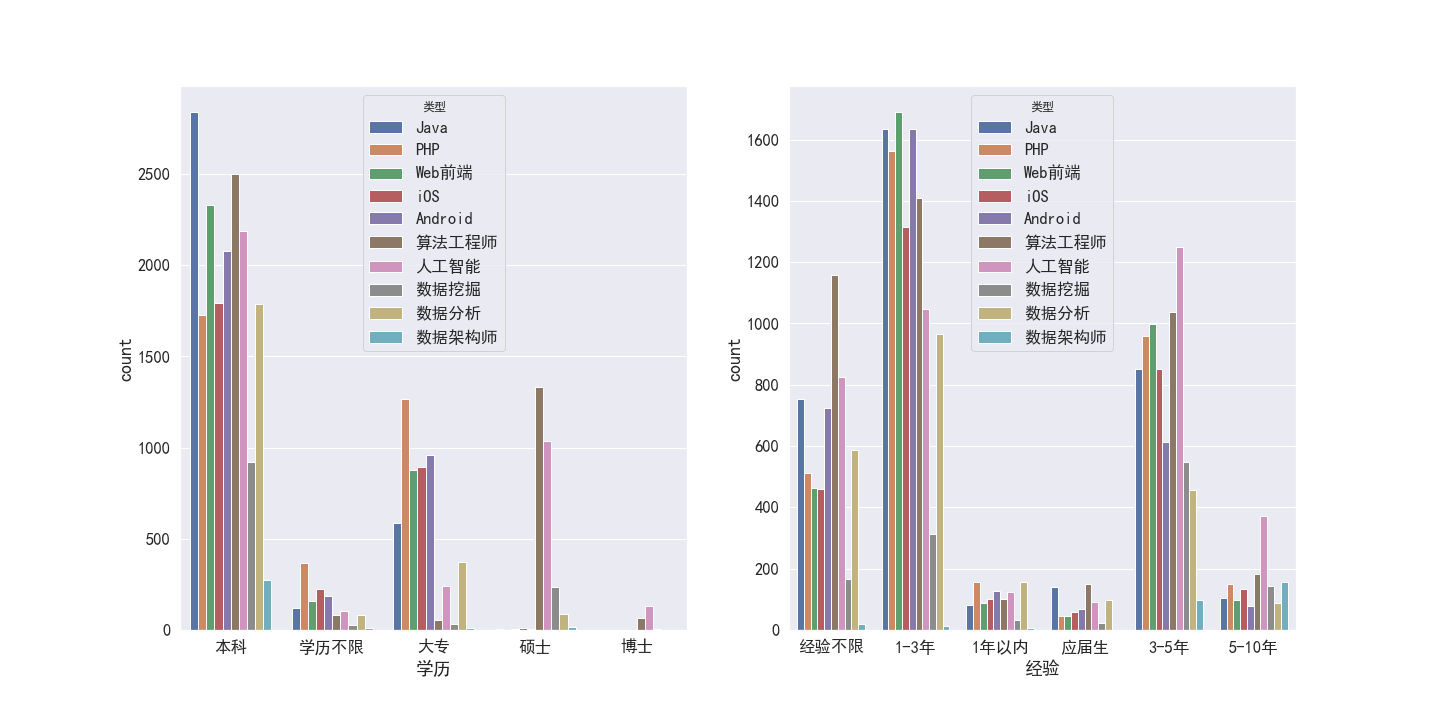 类型
Java
PHP
Web前端
iOS
Android
算法工程师
人工智能
数据挖掘
数据分析
数据架构师
2500
2000
1500
1000
500
0
count
本科 学历不限 大专 硕士 博士
学历
类型
Java
PHP
Web前端
iOS
Android
算法工程师
人工智能
数据挖掘
数据分析
数据架构师
1600
1400
1200
1000
800
600
400
200
0
count
经验不限 1-3年 1年以内 应届生 3-5年 5-10年
经验